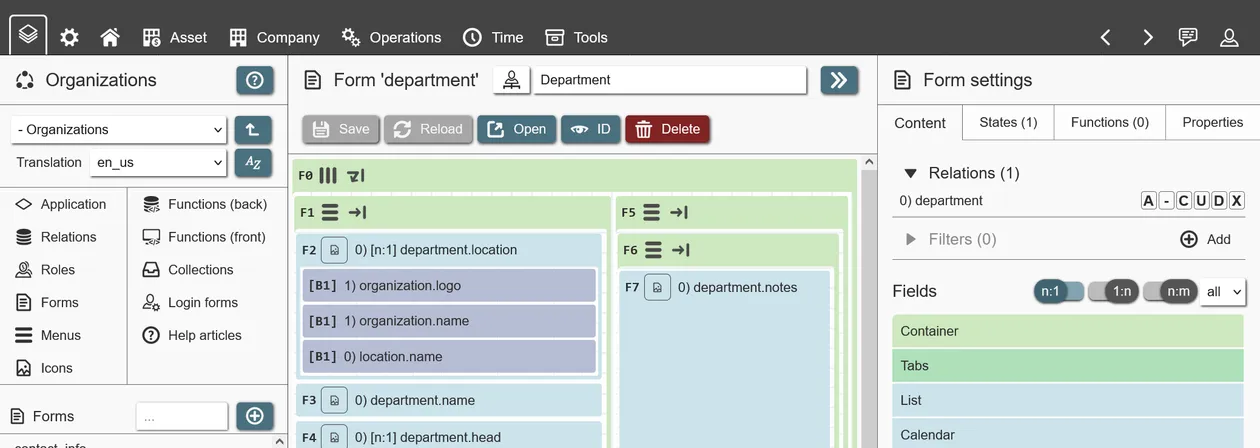 Asset
Company
Operations
Time
Tools
Organizations
- Organizations
Translation en_us
AZ
Application
Relations
Roles
Forms
Menus
Icons
Functions (back)
Functions (front)
Collections
Login forms
Help articles
Forms ...
Form 'department' Department
Save Reload Open ID Delete
F0
F1
F2 0) [n:1] department.location
[B1] 1) organization.logo
[B1] 1) organization.name
[B1] 0) location.name
F3 0) department.name
F4 0) [n:1] department.head
F5
F6
F7 0) department.notes
Form settings
Content States (1) Functions (0) Properties
Relations (1)
0) department A - C U D X
Filters (0) Add
Fields n:1 1:n n:m all
Container
Tabs
List
Calendar